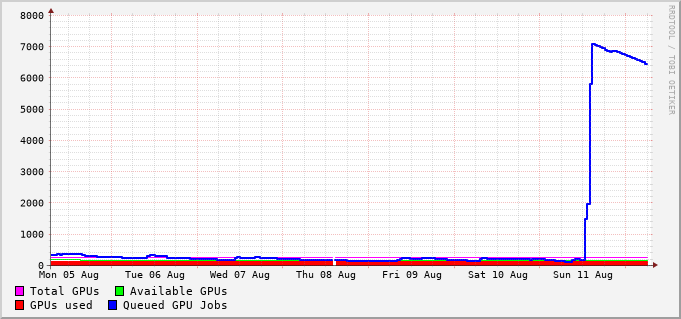 8000
7000
6000
5000
4000
3000
2000
1000
0
Mon 05 Aug Tue 06 Aug Wed 07 Aug Thu 08 Aug Fri 09 Aug Sat 10 Aug Sun 11 Aug
Total GPUs Available GPUs
GPUs used Queued GPU Jobs
RRDTOOL / TOBI OETIKER